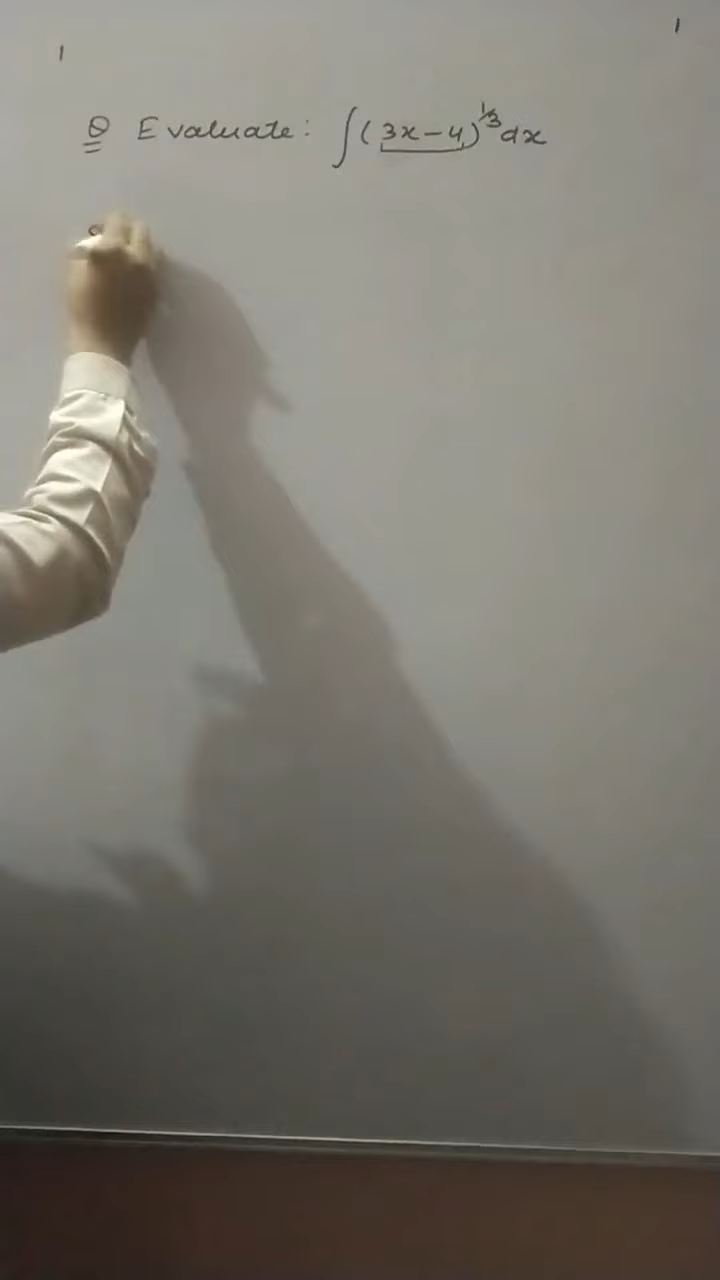 Q Evaluate: ∫(3x-4)^1/3 dx